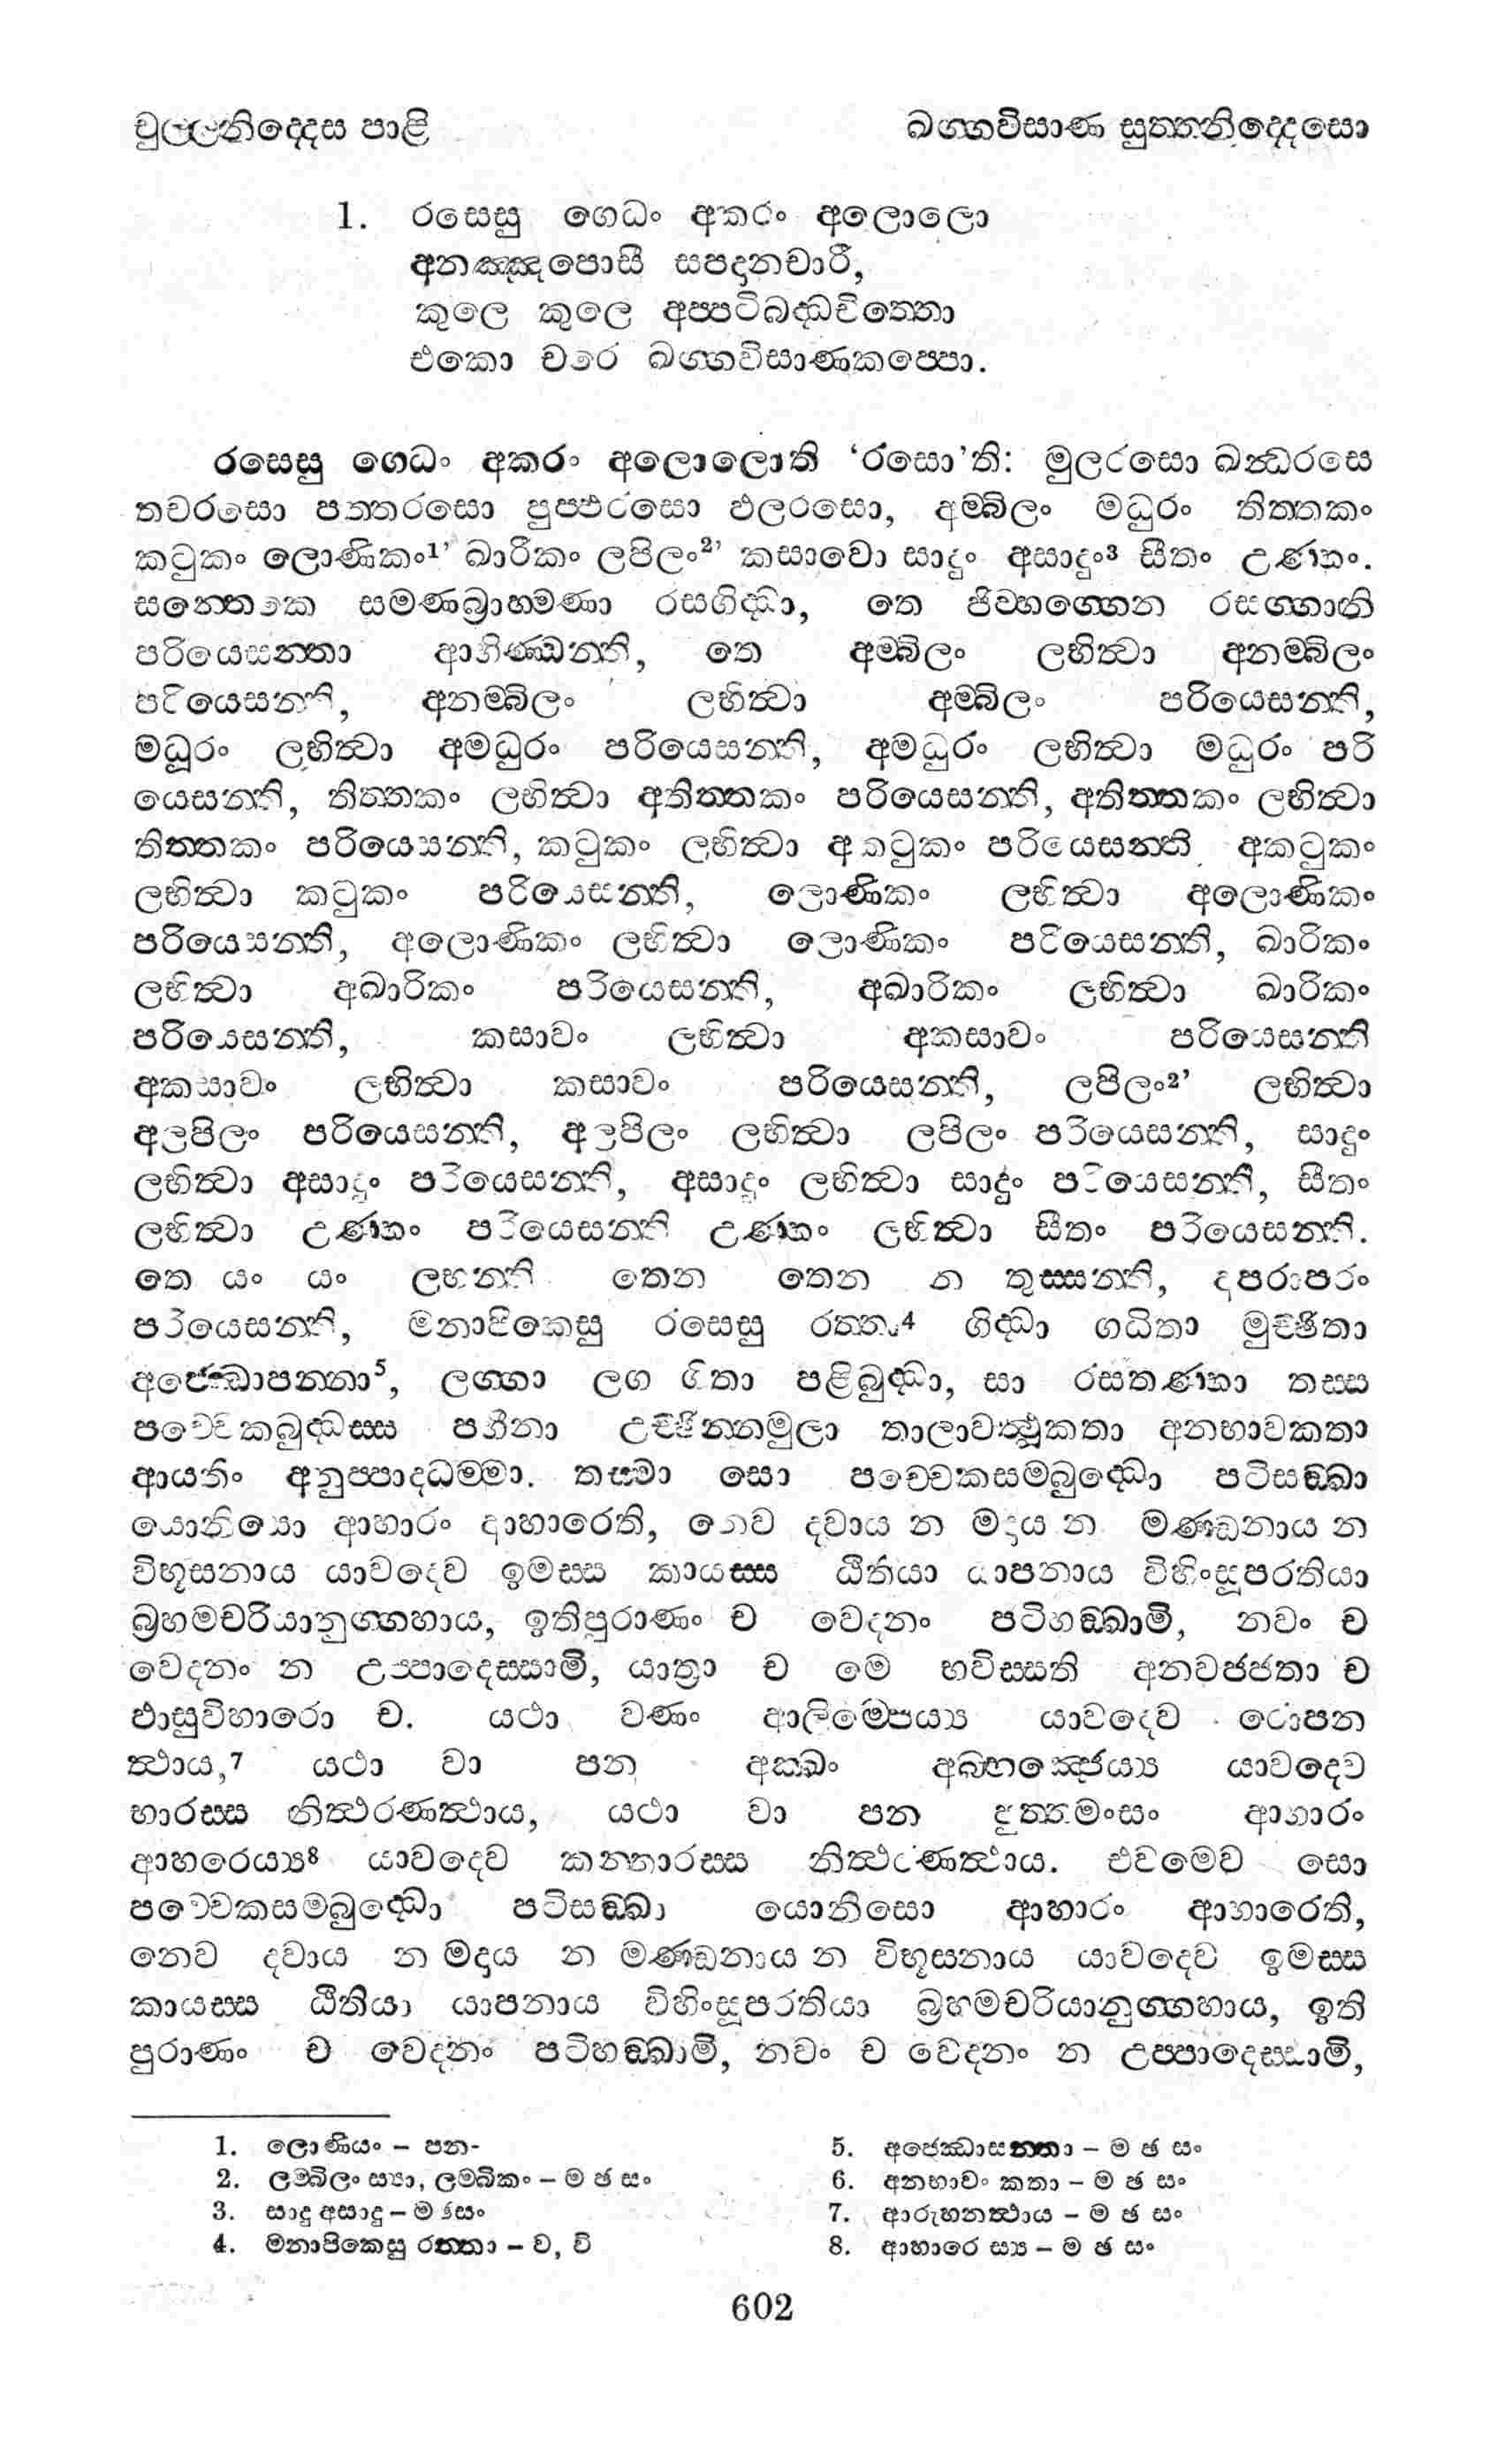 චුල‍්ලනිද‍්දෙස පාළි ඛග‍්ගවිසාණ සුත‍්තනිද‍්දෙසො
1. රසෙසු ගෙධං අකරං අලොලො
අනඤ‍්ඤපොසී සපදානචාරී,
කුලෙ කුලෙ අප‍්පටිබද‍්ධචිත‍්තො
එකො චරෙ ඛග‍්ගවිසාණකප‍්පො.
රසෙසු ගෙධං අකරං අලොලොති ‘රසො’ති: මූලරසො ඛන්‍ධරසො
තචරසො පත‍්තරසො පුප‍්ඵරසො ඵලරසො, අම‍්බිලං මධුරං තිත‍්තකං
කටුකං ලොණිකං1’ ඛාරිකං ලපිලං2’ කසාවො සාදුං අසාදුං3 සීතං උණ‍්හං.
සන‍්තෙකෙ සමණබ්‍රාහ‍්මණා රසගිද‍්ධා, තෙ ජිව‍්හග‍්ගෙන රසග‍්ගානි
පරියෙසන‍්තා ආහිණ‍්ඩන‍්ති, තෙ අම‍්බිලං ලභිත්‍වා අනම‍්බිලං
පරියෙසන‍්ති, අනම‍්බිලං ලභිත්‍වා අම‍්බිලං පරියෙසන‍්ති,
මධුරං ලභිත්‍වා අමධුරං පරියෙසන‍්ති, අමධුරං ලභිත්‍වා මධුරං පරි
යෙසන‍්ති, තිත‍්තකං ලභිත්‍වා අතිත‍්තකං පරියෙසන‍්ති, අතිත‍්තකං ලභිත්‍වා
තිත‍්තකං පරියෙසන‍්ති, කටුකං ලභිත්‍වා අකටුකං පරියෙසන‍්ති, අකටුකං
ලභිත්‍වා කටුකං පරියෙසන‍්ති, ලොණිකං ලභිත්‍වා අලොණිකං
පරියෙසන‍්ති, අලොණිකං ලභිත්‍වා ලොණිකං පරියෙසන‍්ති, ඛාරිකං
ලභිත්‍වා අඛාරිකං පරියෙසන‍්ති, අඛාරිකං ලභිත්‍වා ඛාරිකං
පරියෙසන‍්ති, කසාවං ලභිත්‍වා අකසාවං පරියෙසන‍්ති
අකසාවං ලභිත්‍වා කසාවං පරියෙසන‍්ති, ලපිලං2’ ලභිත්‍වා
අලපිලං පරියෙසන‍්ති, අලපිලං ලභිත්‍වා ලපිලං පරියෙසන‍්ති, සාදුං
ලභිත්‍වා අසාදුං පරියෙසන‍්ති, අසාදුං ලභිත්‍වා සාදුං පරියෙසන‍්ති, සීතං
ලභිත්‍වා උණ‍්හං පරියෙසන‍්ති උණ‍්හං ලභිත්‍වා සීතං පරියෙසන‍්ති.
තෙ යං යං ලභන‍්ති තෙන තෙන න තුස‍්සන‍්ති, අපරාපරං
පරියෙසන‍්ති, මනාපිකෙසු රසෙසු රත‍්තා4 ගිද‍්ධා ගධිතා මුච‍්ඡිතා
අජ‍්ඣොපන‍්නා5, ලග‍්ගා ලගිතා පළිබුද‍්ධා, සා රසතණ‍්හා තස‍්ස
පච‍්චෙකබුද‍්ධස‍්ස පහීනා උච‍්ඡින‍්නමූලා තාලාවත්‍ථුකතා අනභාවකතා
ආයතිං අනුප‍්පාදධම‍්මා. තස‍්මා සො පච‍්චෙකසම‍්බුද‍්ධො පටිසඞ‍්ඛා
යොනිසො ආහාරං ආහාරෙති, නෙව දවාය න මදාය න මණ‍්ඩනාය න
විභූසනාය යාවදෙව ඉමස‍්ස කායස‍්ස ඨිතියා යාපනාය විහිංසූපරතියා
බ්‍රහ‍්මචරියානුග‍්ගහාය, ඉතිපුරාණං ච වෙදනං පටිහඞ‍්ඛාමි, නවං ච
වෙදනං න උප‍්පාදෙස‍්සාමි, යාත්‍රා ච මෙ භවිස‍්සති අනවජ‍්ජතා ච
ඵාසුවිහාරො ච. යථා වණං ආලිම‍්පෙය්‍ය යාවදෙව රොපන
ත්‍ථාය,7 යථා වා පන අක‍්ඛං අබ‍්භඤ‍්ජෙය්‍ය යාවදෙව
භාරස‍්ස නිත්‍ථරණත්‍ථාය, යථා වා පන පුත‍්තමංසං ආහාරං
ආහරෙය්‍ය8 යාවදෙව කන‍්තාරස‍්ස නිත්‍ථරණත්‍ථාය. එවමෙව සො
පච‍්චෙකසම‍්බුද‍්ධො පටිසඞ‍්ඛා යොනිසො ආහාරං ආහාරෙති,
නෙව දවාය න මදාය න මණ‍්ඩනාය න විභූසනාය යාවදෙව ඉමස‍්ස
කායස‍්ස ඨිතියා යාපනාය විහිංසූපරතියා බ්‍රහ‍්මචරියානුග‍්ගහාය, ඉති
පුරාණං ච වෙදනං පටිහඞ‍්ඛාමි, නවං ච වෙදනං න උප‍්පාදෙස‍්සාමි,
1. ලොණියං – පන-
2. ලම‍්බිලං ස්‍යා, ලම‍්බිකං – ම ඡ සං
3. සාදු අසාදු – ම ඡ සං
4. මනාපිකෙසු රත‍්තා – ව, වි
5. අජ‍්ඣොසන‍්තා – ම ඡ සං
6. අනභාවං කතා – ම ඡ සං
7. ආරුහනත්‍ථාය – ම ඡ සං
8. ආහාරෙ ස්‍ය – ම ඡ සං
602